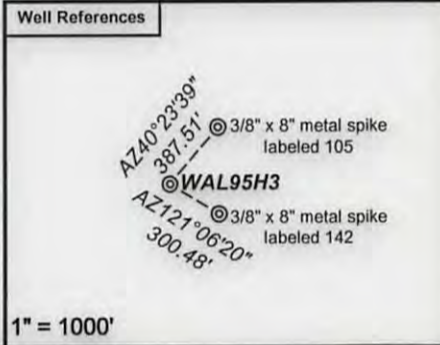 Well References
AZ40°23'39"
387.51'
3/8" x 8" metal spike
labeled 105
WAL95H3
AZ121°06'20"
300.48'
3/8" x 8" metal spike
labeled 142
1" = 1000'